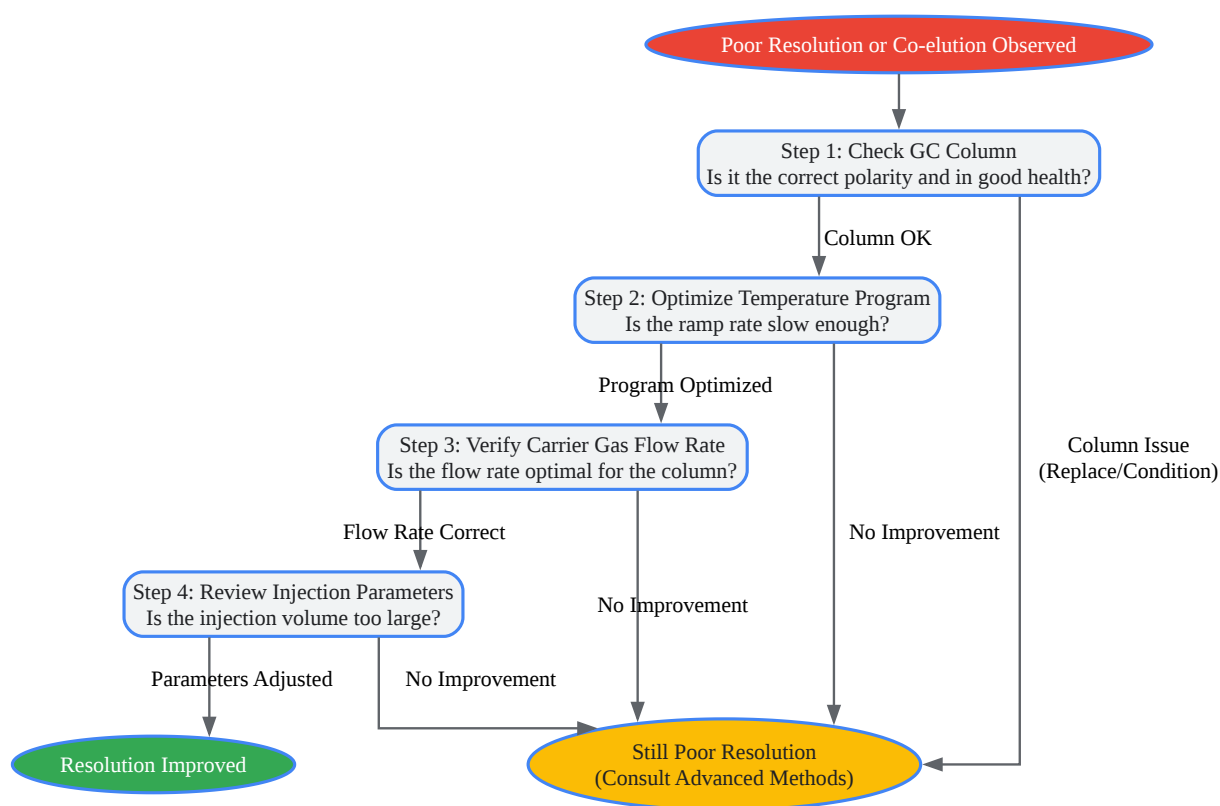 Poor Resolution or Co-elution Observed
Step 1: Check GC Column
Is it the correct polarity and in good health?
Column OK
Step 2: Optimize Temperature Program
Is the ramp rate slow enough?
Program Optimized
Step 3: Verify Carrier Gas Flow Rate
Is the flow rate optimal for the column?
Column Issue
(Replace/Condition)
Flow Rate Correct
No Improvement
Step 4: Review Injection Parameters
Is the injection volume too large?
No Improvement
Parameters Adjusted
No Improvement
Resolution Improved
Still Poor Resolution
(Consult Advanced Methods)